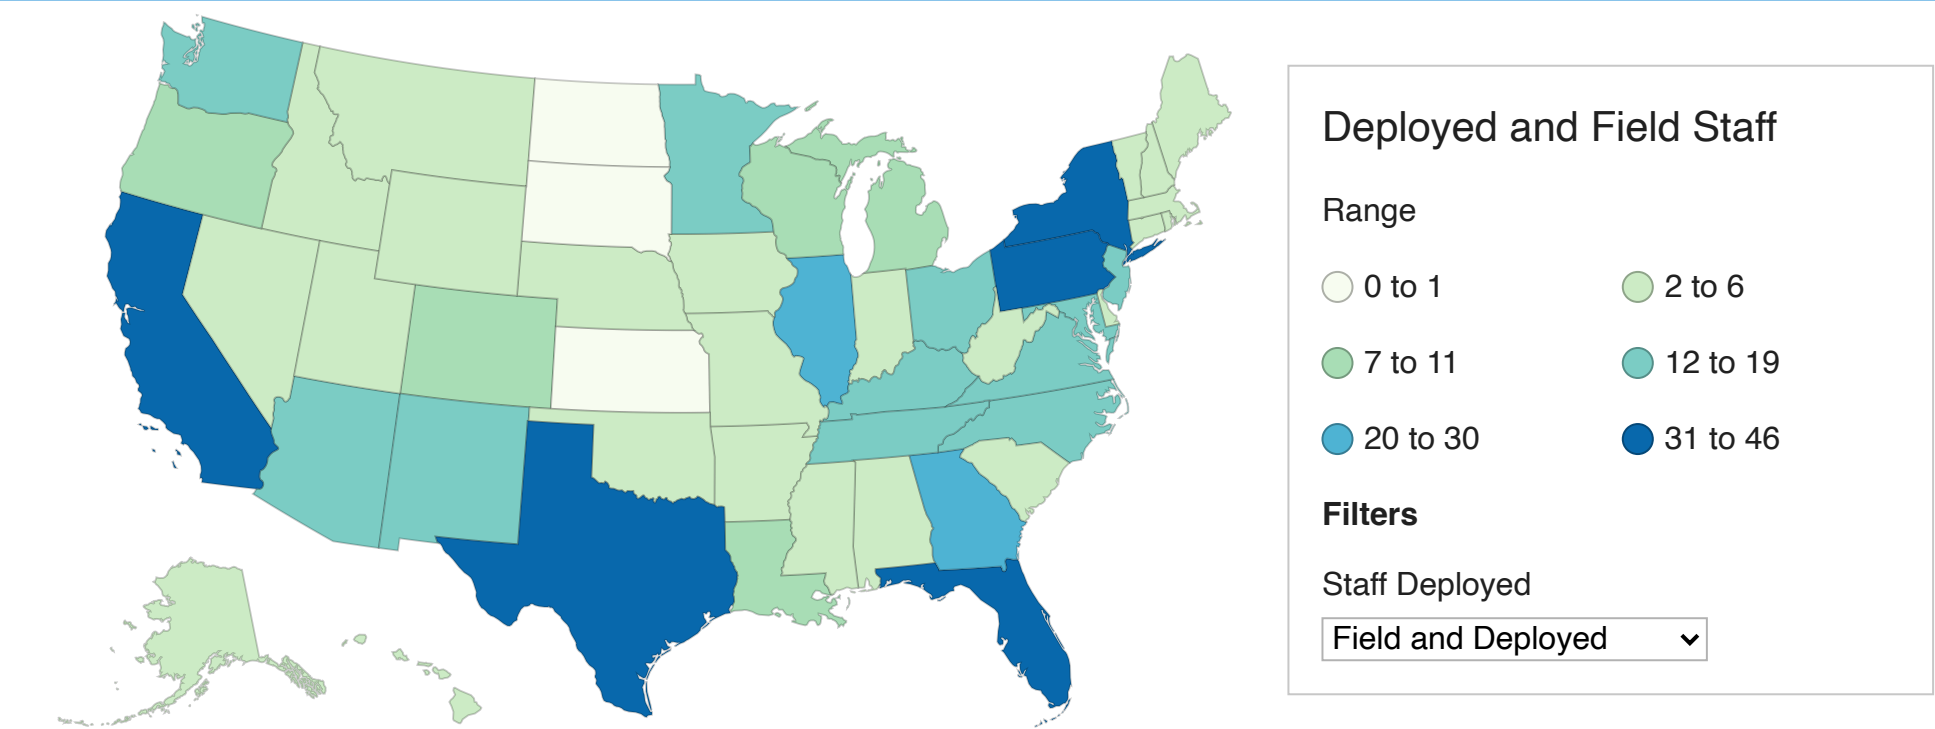 Deployed and Field Staff
Range
0 to 1
2 to 6
7 to 11
12 to 19
20 to 30
31 to 46
Filters
Staff Deployed
Field and Deployed